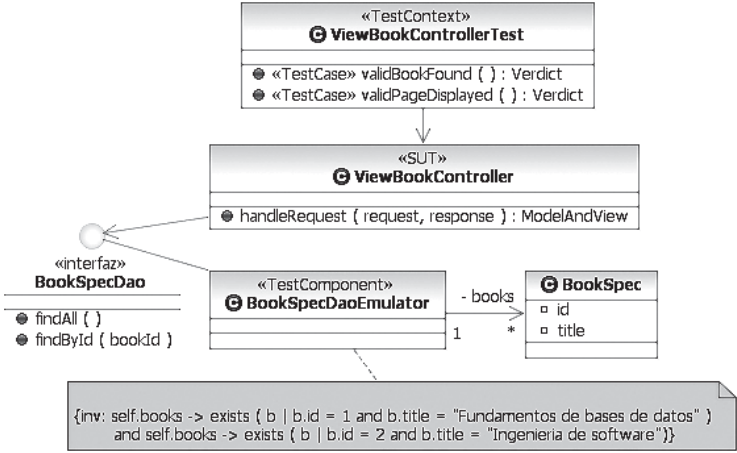 «TestContext»
C ViewBookControllerTest
«TestCase» validBookFound ( ) : Verdict
«TestCase» validPageDisplayed ( ) : Verdict
«SUT»
C ViewBookController
handleRequest ( request, response ) : ModelAndView
«interfaz»
BookSpecDao
findAll ( )
findById ( bookId )
«TestComponent»
C BookSpecDaoEmulator
- books
1
*
C BookSpec
id
title
{inv: self.books -> exists ( b | b.id = 1 and b.title = "Fundamentos de bases de datos" )
and self.books -> exists ( b | b.id = 2 and b.title = "Ingenieria de software")}